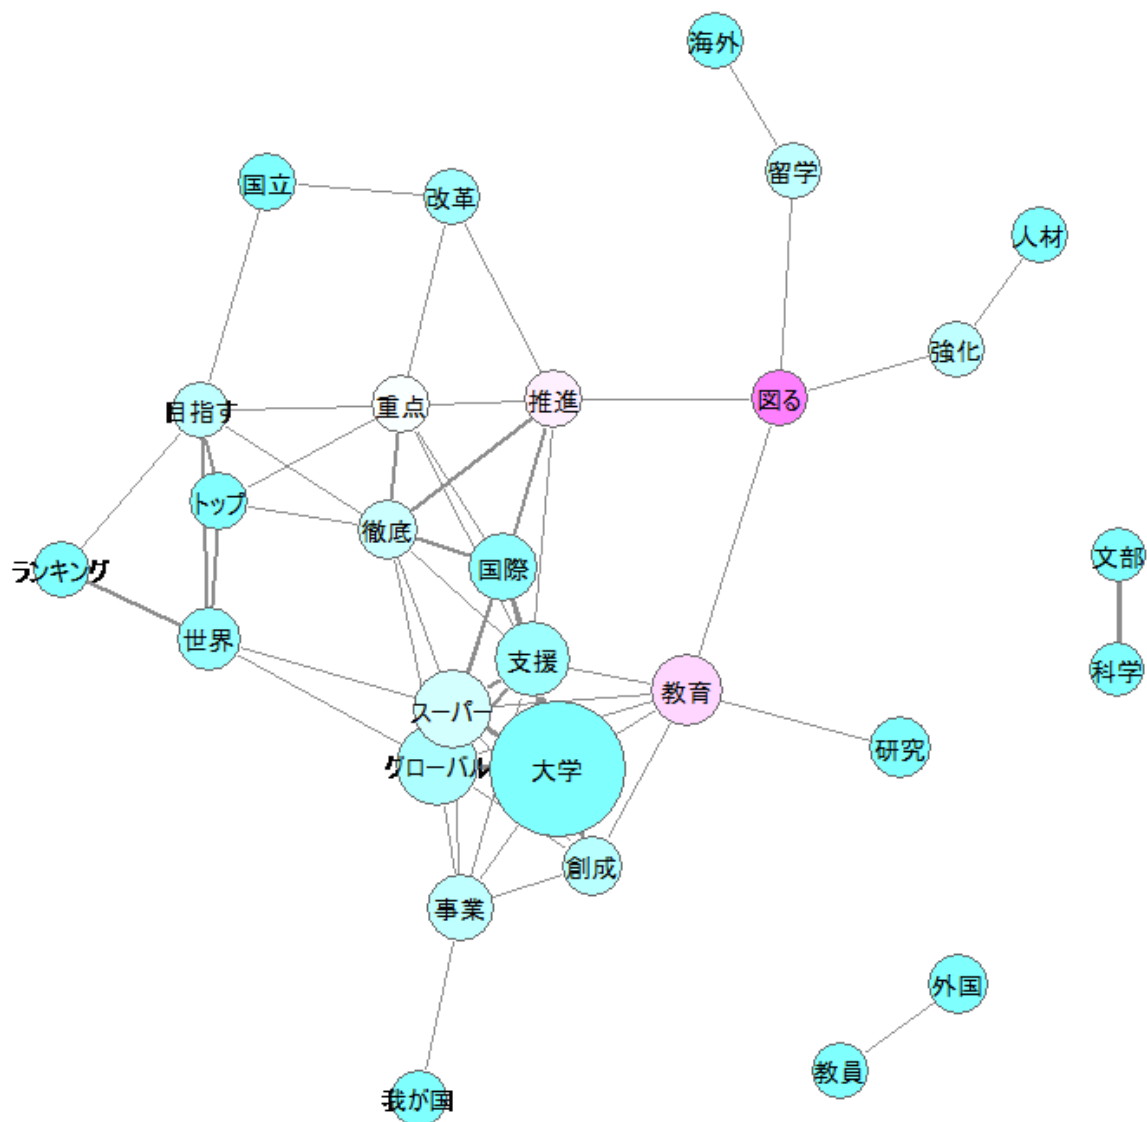 海外
留学
国立
改革
人材
強化
目指す
重点
推進
図る
トップ
徹底
国際
ランキング
文部
世界
支援
科学
教育
スーパー
グローバル
大学
研究
創成
事業
外国
教員
我が国